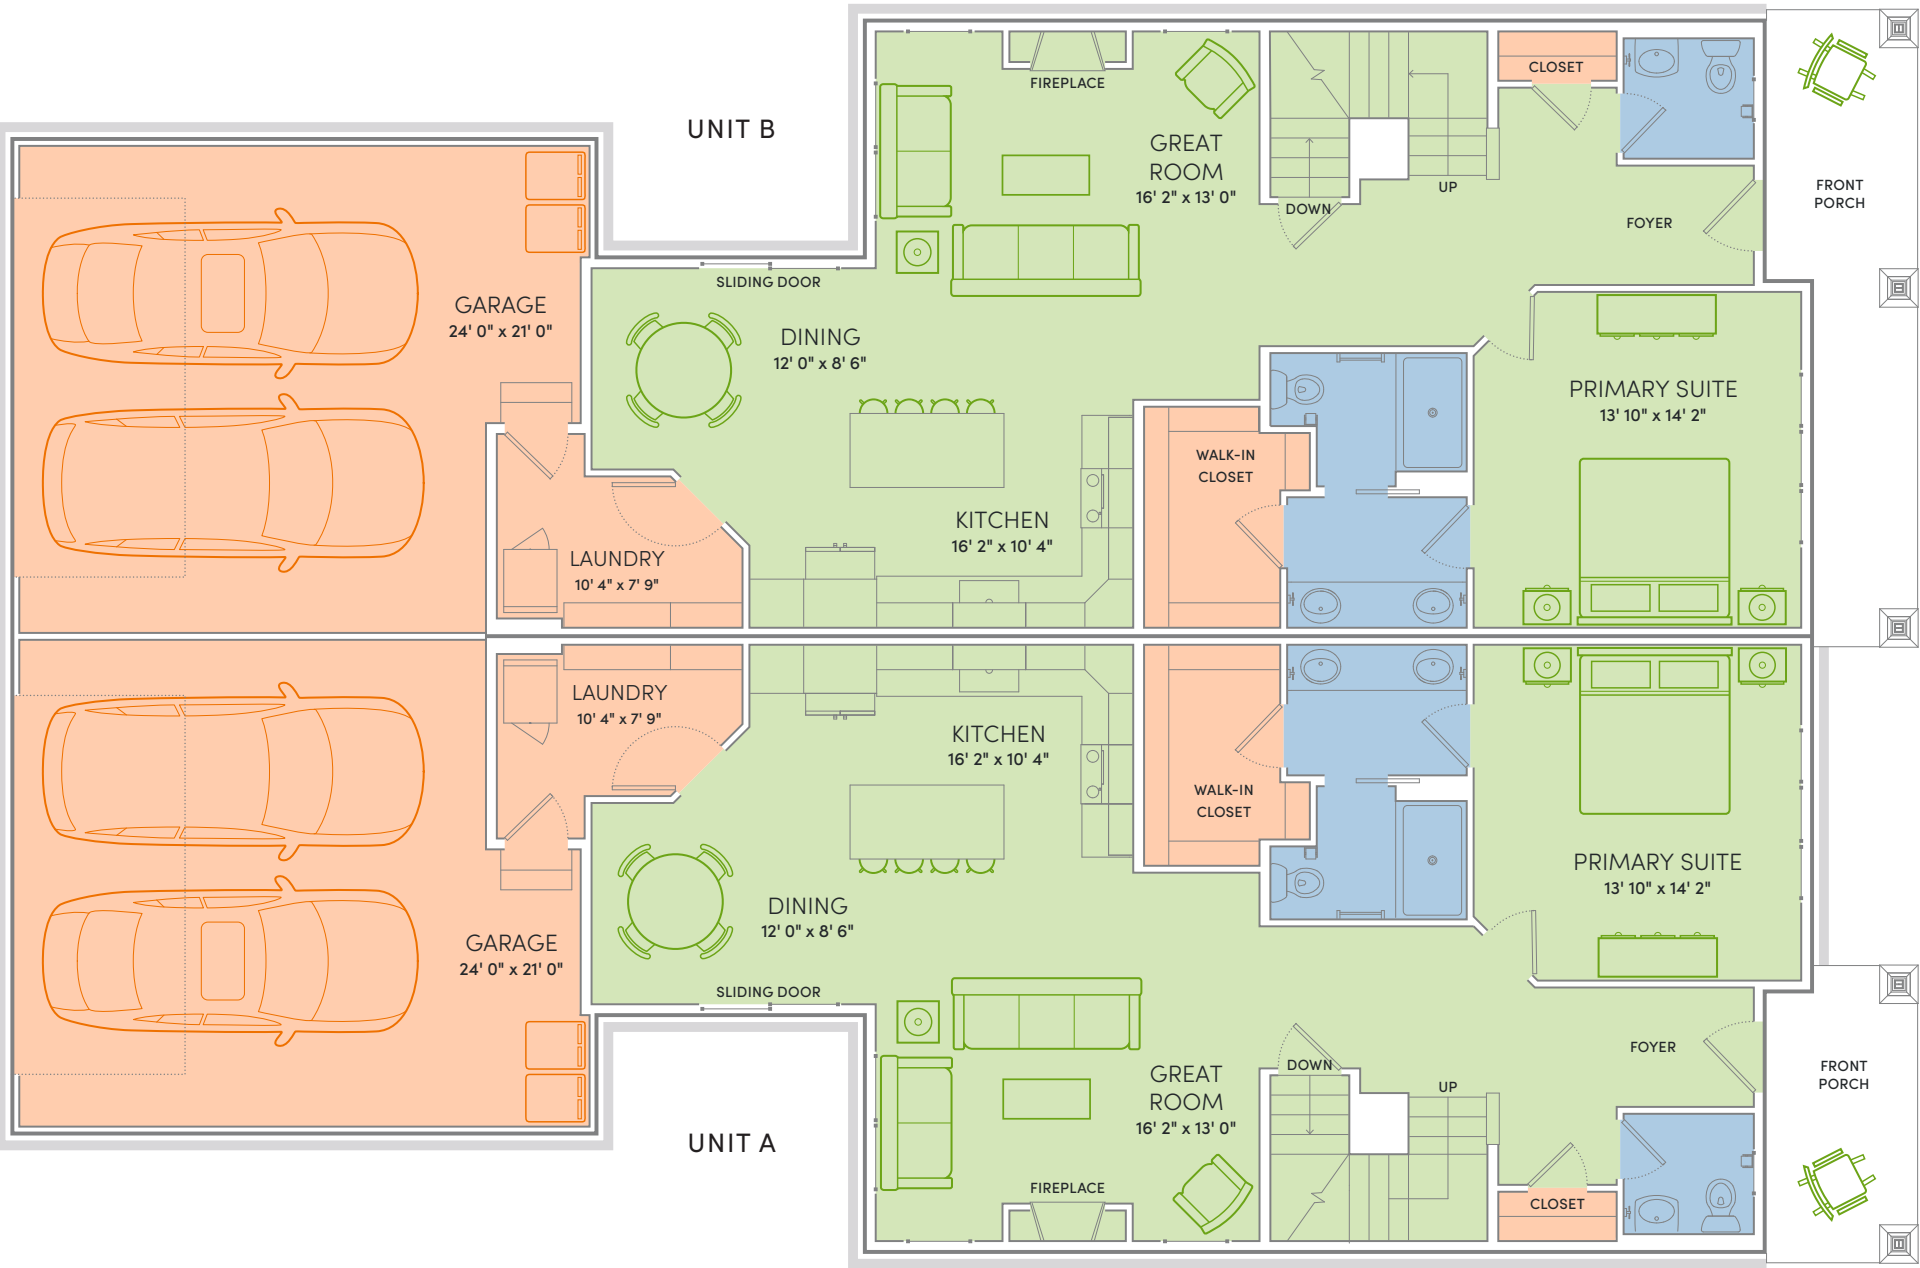 UNIT B
FIREPLACE
GREAT
ROOM
16' 2" x 13' 0"
CLOSET
DOWN
UP
FOYER
FRONT
PORCH
SLIDING DOOR
GARAGE
24' 0" x 21' 0"
DINING
12' 0" x 8' 6"
PRIMARY SUITE
13' 10" x 14' 2"
WALK-IN
CLOSET
KITCHEN
16' 2" x 10' 4"
LAUNDRY
10' 4" x 7' 9"
LAUNDRY
10' 4" x 7' 9"
KITCHEN
16' 2" x 10' 4"
WALK-IN
CLOSET
PRIMARY SUITE
13' 10" x 14' 2"
DINING
12' 0" x 8' 6"
GARAGE
24' 0" x 21' 0"
SLIDING DOOR
FOYER
DOWN
UP
FRONT
PORCH
GREAT
ROOM
16' 2" x 13' 0"
UNIT A
FIREPLACE
CLOSET